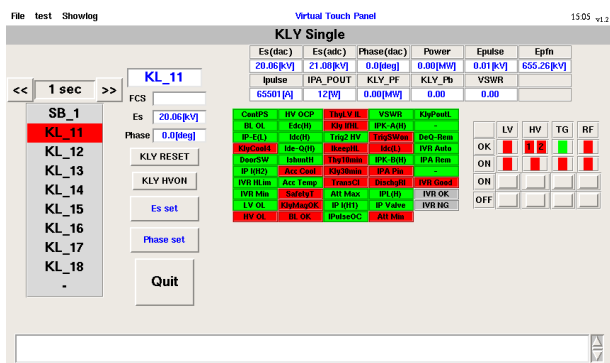 File test Showlog Virtual Touch Panel 15:05 v1.2
KLY Single
Es(dac) Es(adc) Phase(dac) Power Epulse Epfn
20.06[kV] 21.08[kV] 0.0[deg] 0.00[MW] 0.01[kV] 655.26[kV]
Ipulse IPA_POUT KLY_PF KLY_Pb VSWR
65501[A] 12[W] 0.00[MW] 0.00 0.00
<< 1 sec >>
SB_1
KL_11
KL_12
KL_13
KL_14
KL_15
KL_16
KL_17
KL_18
-
KL_11
FCS
Es 20.06[kV]
Phase 0.0[deg]
KLY RESET
KLY HVON
Es set
Phase set
Quit
ContPS HV OCP ThyLV IL VSWR KlyPoutL
BL OL Edc(H) Kly IHL IPK-A(H) -
IP-E(L) Idc(H) Trig2 HV TrigSWon DeQ-Rem
KlyCool4 Ide-Q(H) IkeepHL Idc(L) IVR Auto
DoorSW IshuntH Thy10min IPK-B(H) IPA Rem
IP I(H2) Acc Cool Kly30min IPA Pin -
IVR HLim Acc Temp TransCl DischgRl IVR Good
IVR Min SafetyT Att Max IPL(H) IVR OK
LV OL KlyMagOK IP I(H1) IP Valve IVR NG
HV OL BL OK IPulseOC Att Min
LV HV TG RF
OK 1 2
ON
ON
OFF